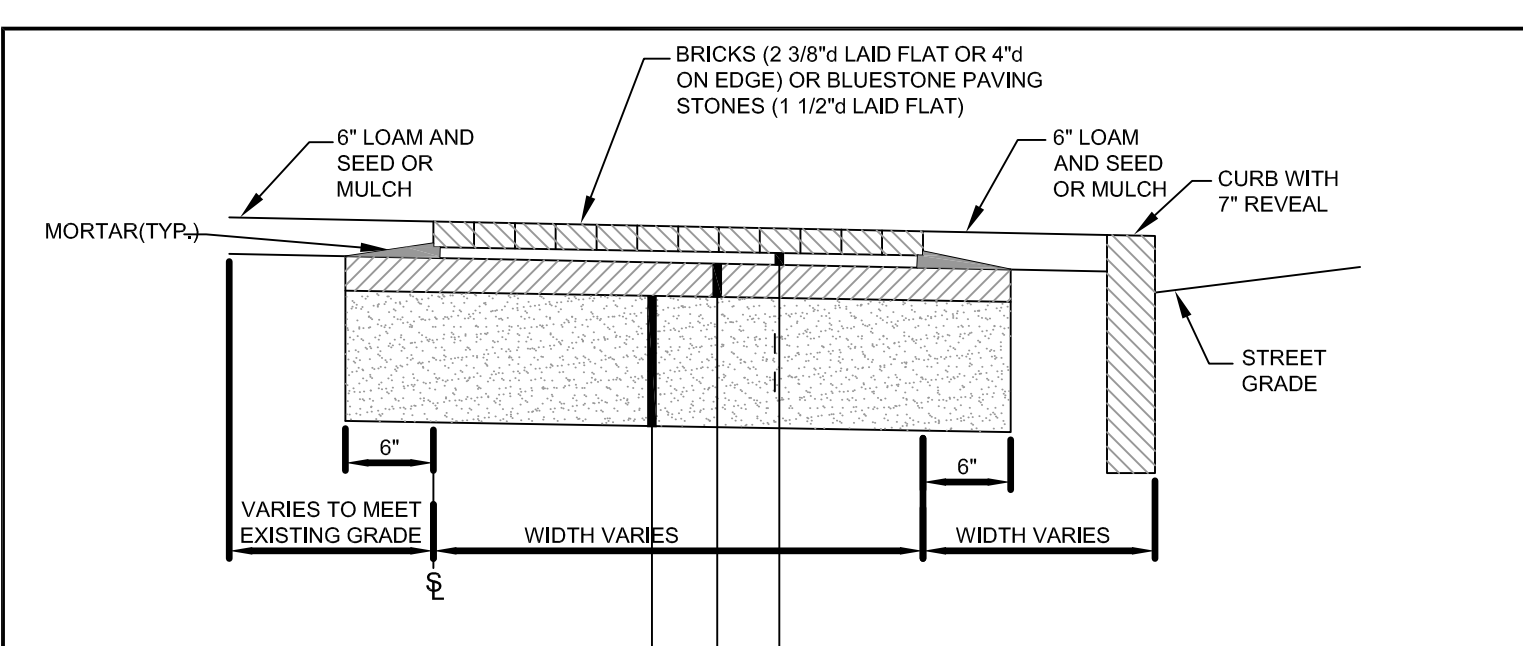 BRICKS (2 3/8"d LAID FLAT OR 4"d
ON EDGE) OR BLUESTONE PAVING
STONES (1 1/2"d LAID FLAT)
6" LOAM AND
SEED OR
MULCH
6" LOAM
AND SEED
OR MULCH
CURB WITH
7" REVEAL
MORTAR(TYP.)
STREET
GRADE
6"
6"
VARIES TO MEET
EXISTING GRADE
WIDTH VARIES
WIDTH VARIES
SL